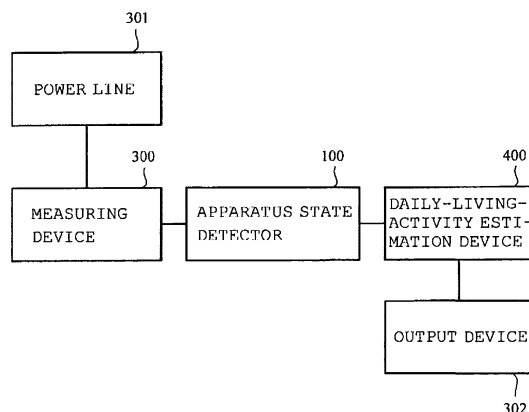 301
POWER LINE
300
MEASURING
DEVICE
100
APPARATUS STATE
DETECTOR
400
DAILY-LIVING-
ACTIVITY ESTI-
MATION DEVICE
OUTPUT DEVICE
302